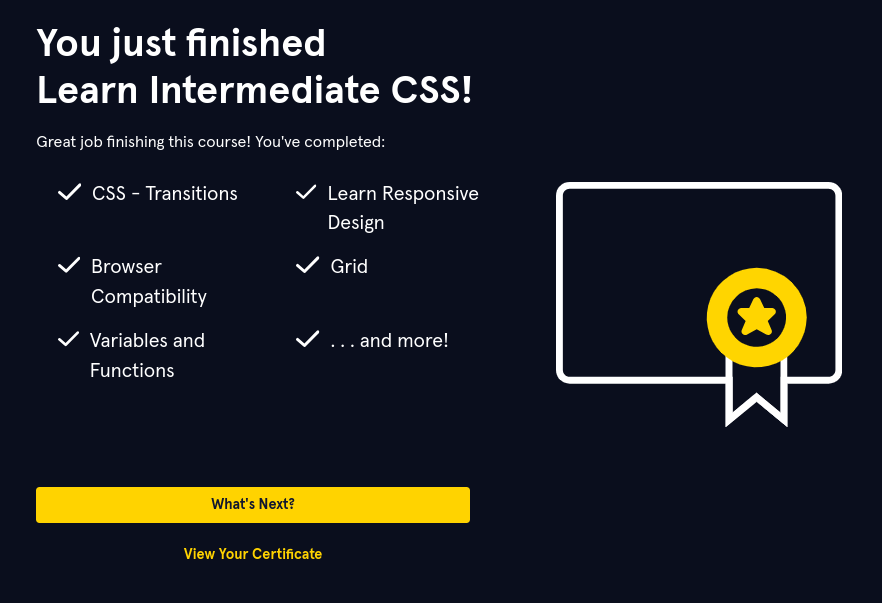 You just finished
Learn Intermediate CSS!
Great job finishing this course! You've completed:
CSS - Transitions
Learn Responsive
Design
Browser
Compatibility
Grid
Variables and
Functions
. . . and more!
What's Next?
View Your Certificate